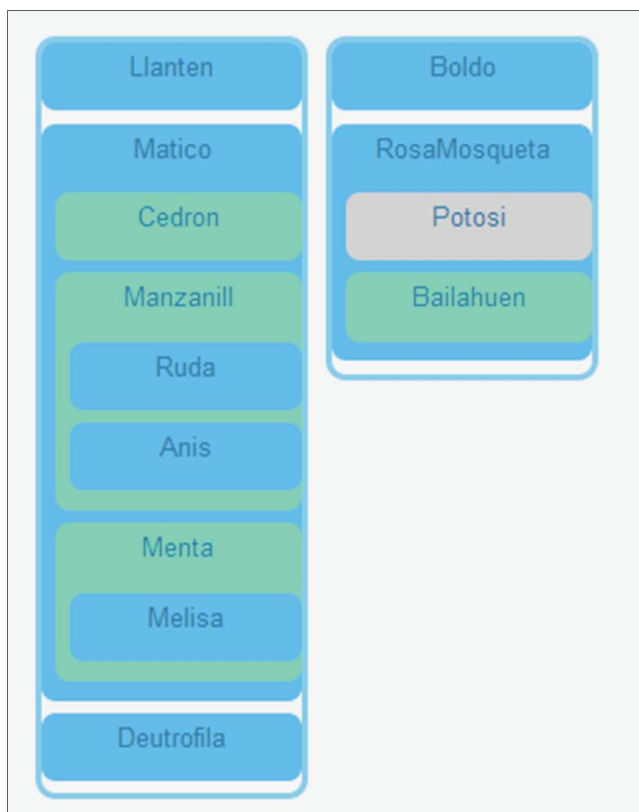 Llanten
Matico
Cedron
Manzanill
Ruda
Anis
Menta
Melisa
Deutrofila
Boldo
RosaMosqueta
Potosi
Bailahuen